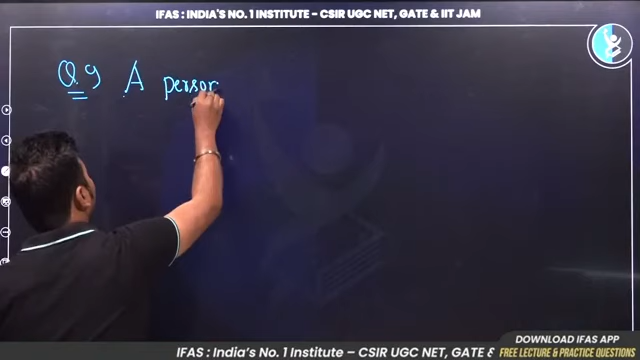 IFAS : INDIA'S NO. 1 INSTITUTE – CSIR UGC NET, GATE & IIT JAM
Q9 A person
DOWNLOAD IFAS APP
IFAS : India's No. 1 Institute – CSIR UGC NET, GATE &
FREE LECTURE & PRACTICE QUESTIONS